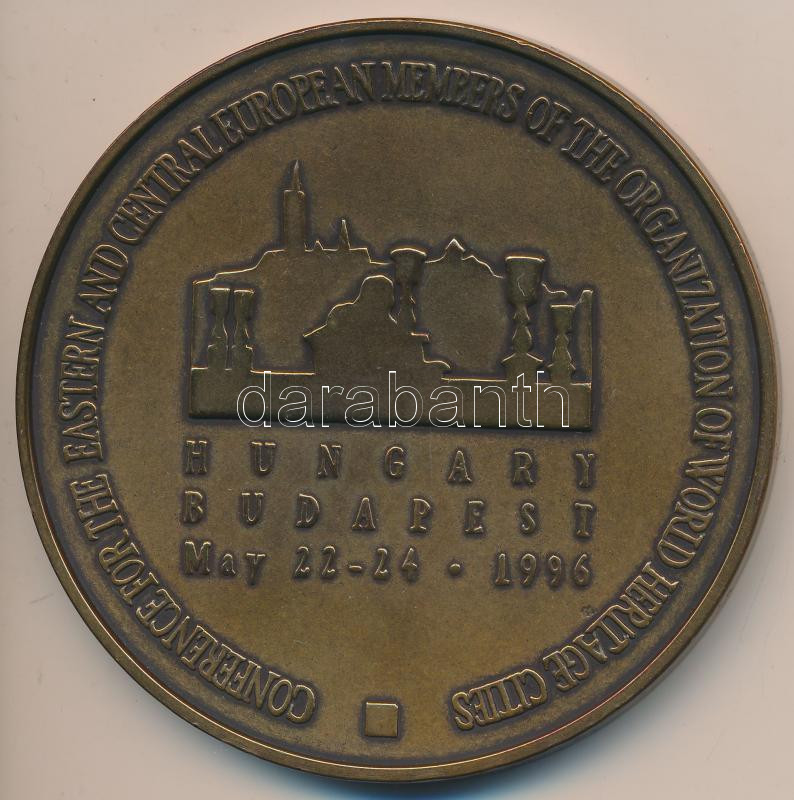 CONFERENCE FOR THE EASTERN AND CENTRAL EUROPEAN MEMBERS OF THE ORGANIZATION OF WORLD HERITAGE CITIES
darabanth
HUNGARY
BUDAPEST
May 22-24 • 1996